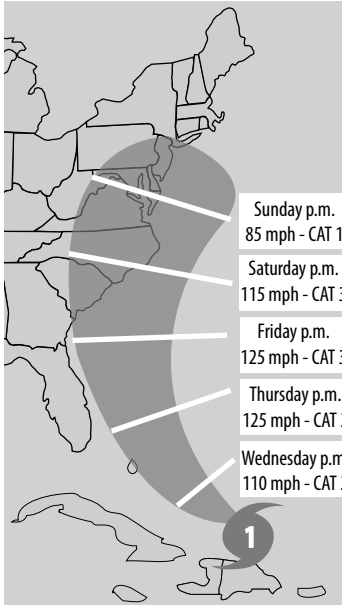 Sunday p.m.
85 mph - CAT 1
Saturday p.m.
115 mph - CAT 3
Friday p.m.
125 mph - CAT 3
Thursday p.m.
125 mph - CAT
Wednesday p.m
110 mph - CAT
1